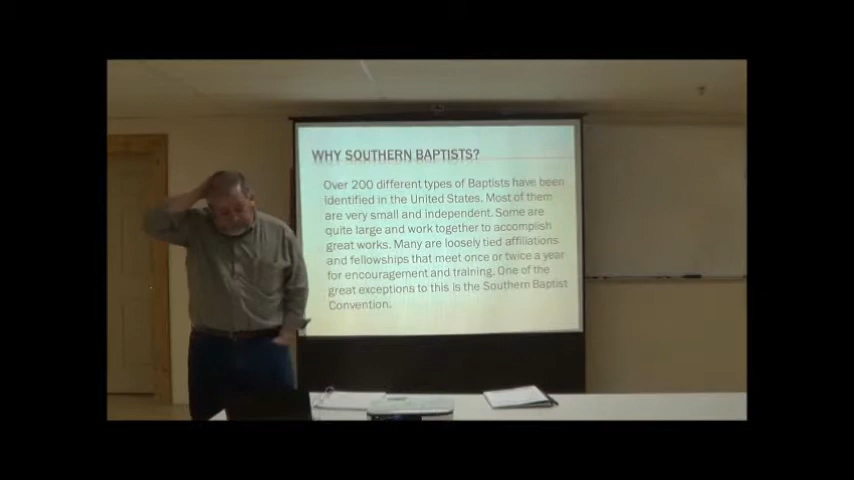 WHY SOUTHERN BAPTISTS?
Over 200 different types of Baptists have been
identified in the United States. Most of them
are very small and independent. Some are
quite large and work together to accomplish
great works. Many are loosely tied affiliations
and fellowships that meet once or twice a year
for encouragement and training. One of the
great exceptions to this is the Southern Baptist
Convention.